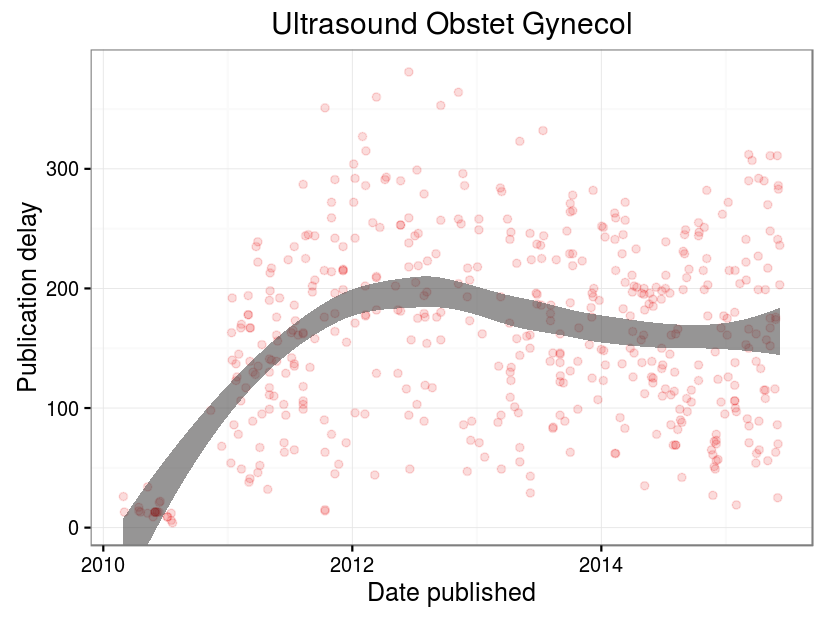 Ultrasound Obstet Gynecol
Publication delay
300
200
100
0
2010
2012
2014
Date published